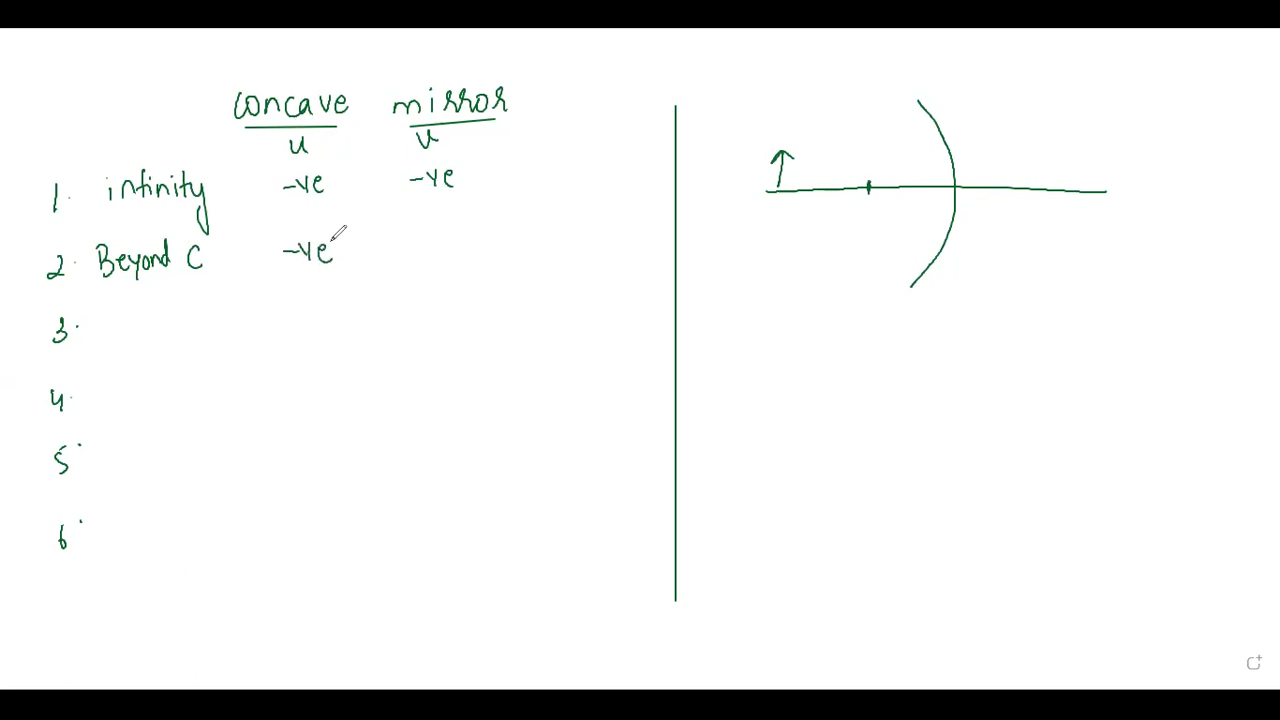 concave mirror
u v
1. infinity -ve -ve
2. Beyond C -ve
3.
4.
5.
6.